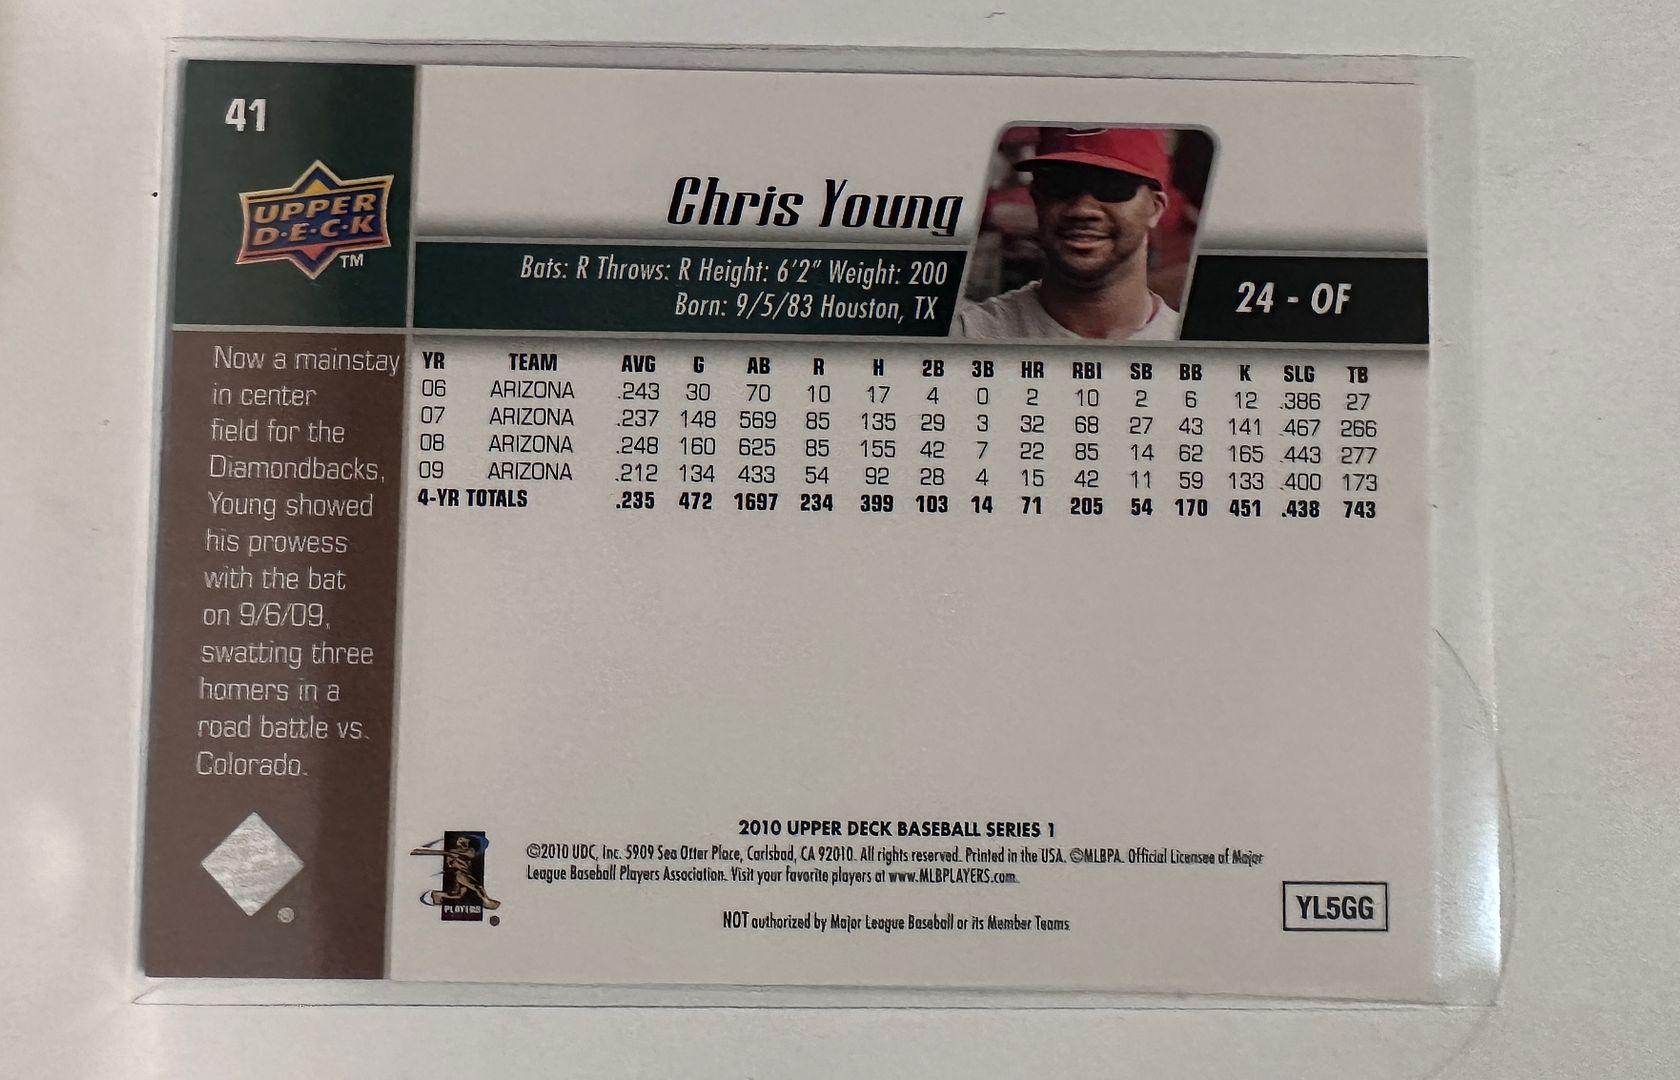 41
UPPER
D·E·C·K
TM
Chris Young
Bats: R Throws: R Height: 6'2" Weight: 200
Born: 9/5/83 Houston, TX
24 - OF
Now a mainstay
in center
field for the
Diamondbacks,
Young showed
his prowess
with the bat
on 9/6/09,
swatting three
homers in a
road battle vs.
Colorado.
YR TEAM AVG G AB R H 2B 3B HR RBI SB BB K SLG TB
06 ARIZONA .243 30 70 10 17 4 0 2 10 2 6 12 .386 27
07 ARIZONA .237 148 569 85 135 29 3 32 68 27 43 141 .467 266
08 ARIZONA .248 160 625 85 155 42 7 22 85 14 62 165 .443 277
09 ARIZONA .212 134 433 54 92 28 4 15 42 11 59 133 .400 173
4-YR TOTALS .235 472 1697 234 399 103 14 71 205 54 170 451 .438 743
2010 UPPER DECK BASEBALL SERIES 1
©2010 UDC, Inc. 5909 Sea Otter Place, Carlsbad, CA 92010. All rights reserved. Printed in the USA. ©MLBPA. Official Licensee of Major
League Baseball Players Association. Visit your favorite players at www.MLBPLAYERS.com.
NOT authorized by Major League Baseball or its Member Teams
PLAYERS
YL5GG